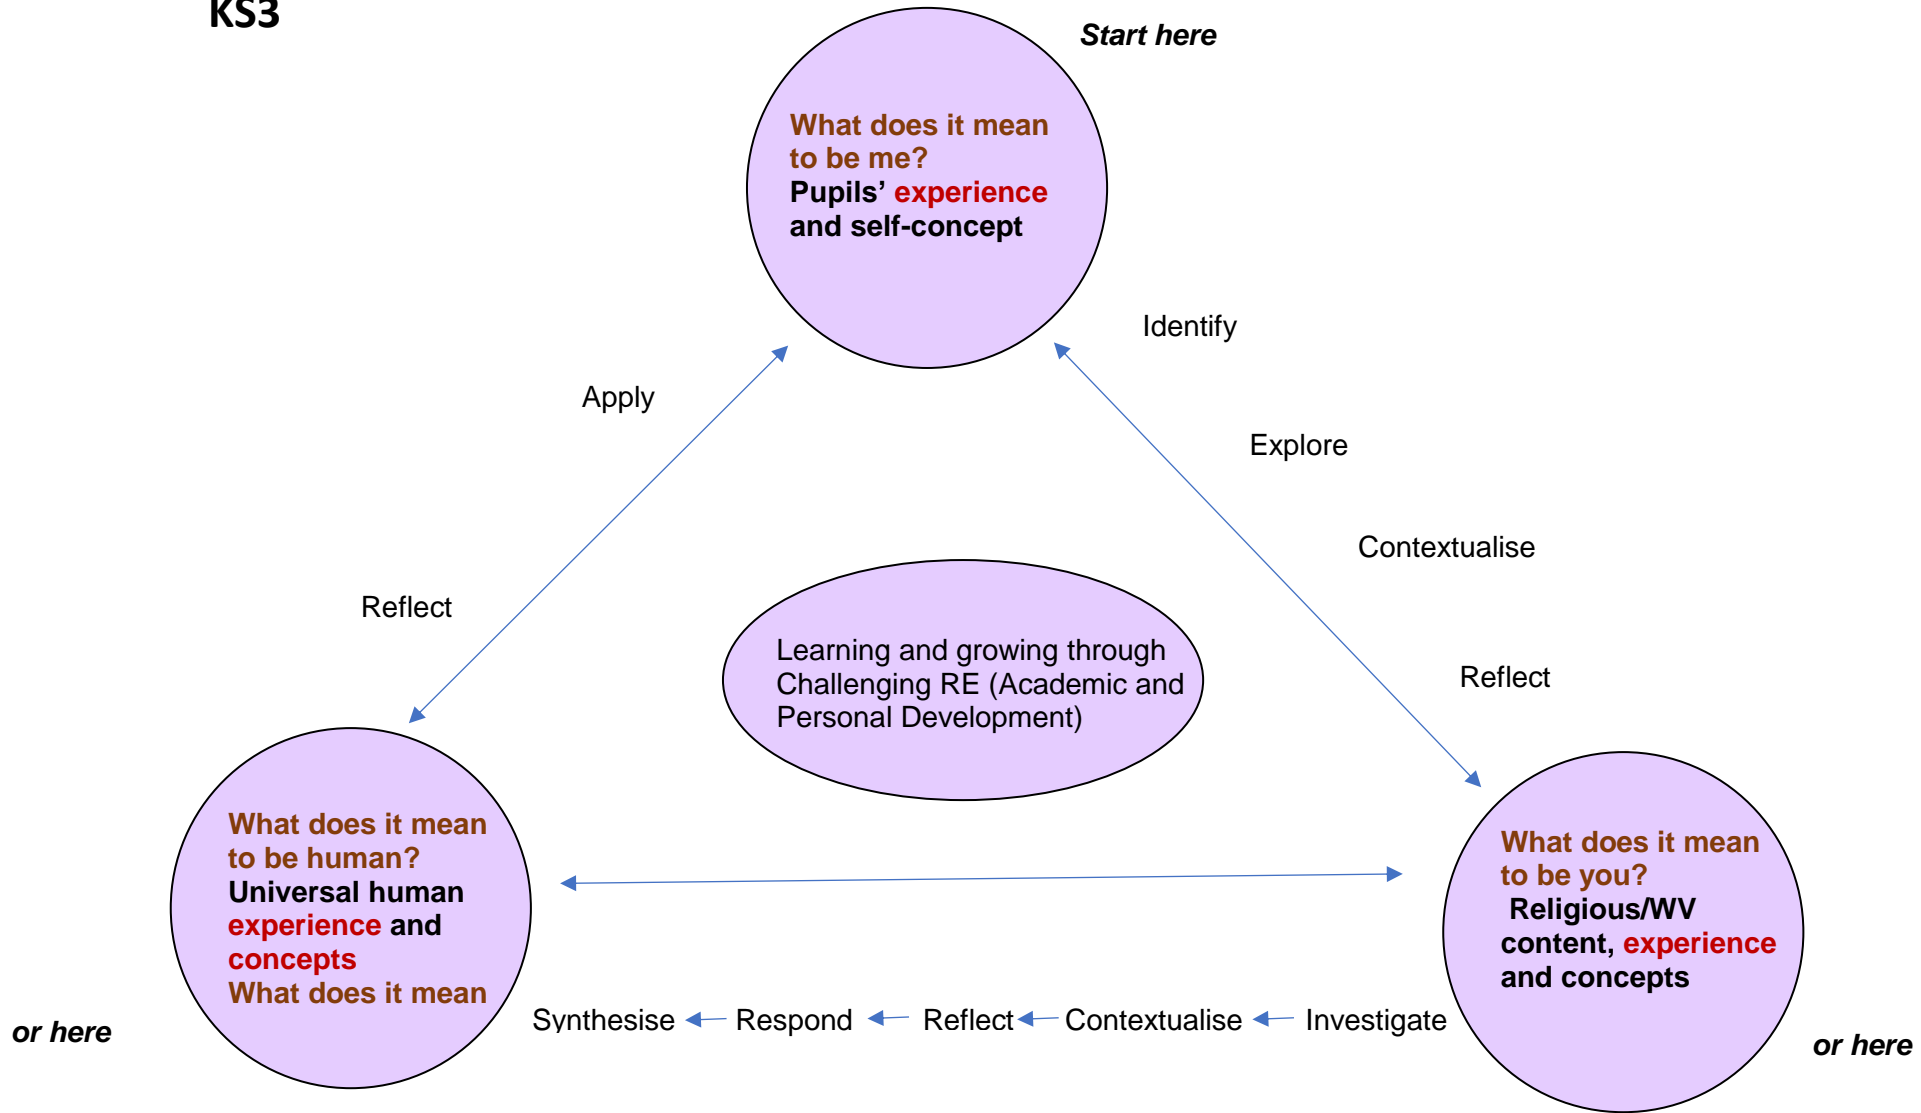 KS3
Start here
What does it mean
to be me?
Pupils’ experience
and self-concept
Identify
Apply
Explore
Contextualise
Reflect
Reflect
Learning and growing through
Challenging RE (Academic and
Personal Development)
What does it mean
to be human?
Universal human
experience and
concepts
What does it mean
What does it mean
to be you?
Religious/WV
content, experience
and concepts
Synthesise Respond Reflect Contextualise Investigate
or here
or here